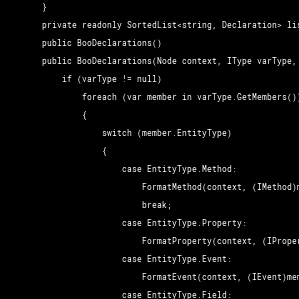 }
private readonly SortedList<string, Declaration> lis
public BooDeclarations()
public BooDeclarations(Node context, IType varType,
if (varType != null)
foreach (var member in varType.GetMembers())
{
switch (member.EntityType)
{
case EntityType.Method:
FormatMethod(context, (IMethod)m
break;
case EntityType.Property:
FormatProperty(context, (IProper
case EntityType.Event:
FormatEvent(context, (IEvent)mem
case EntityType.Field: